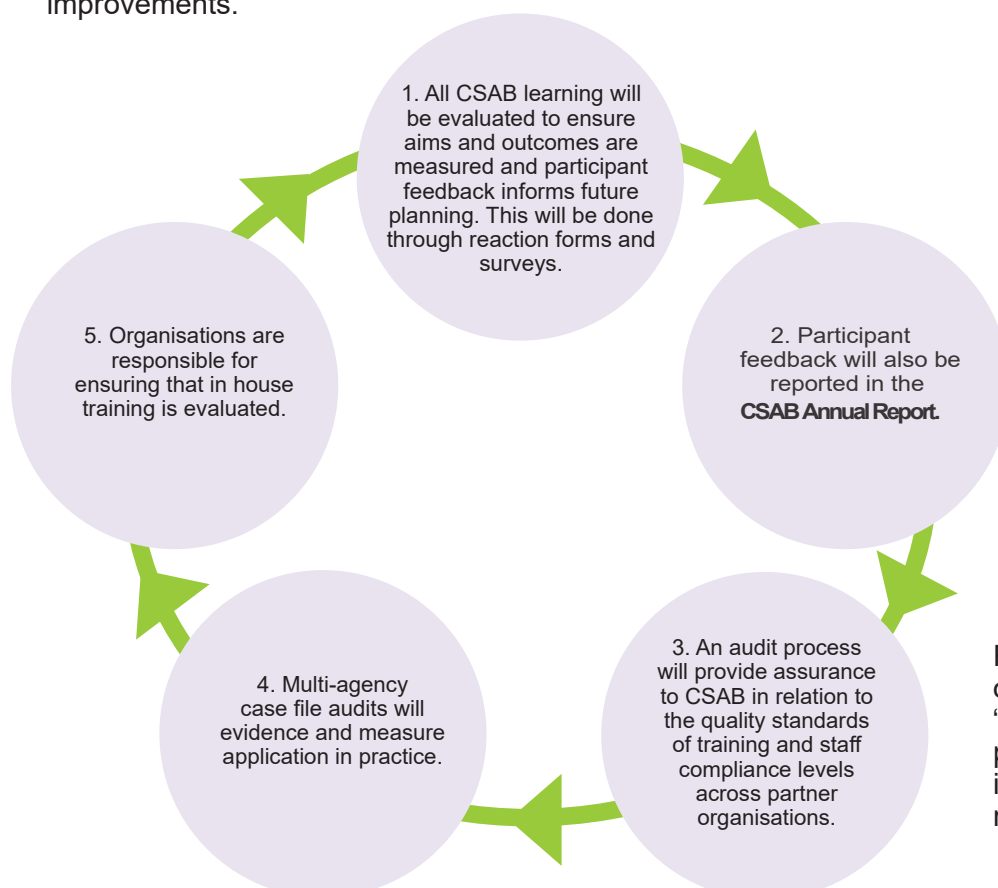 improvements.
1. All CSAB learning will
be evaluated to ensure
aims and outcomes are
measured and participant
feedback informs future
planning. This will be done
through reaction forms and
surveys.
2. Participant
feedback will also be
reported in the
CSAB Annual Report.
3. An audit process
will provide assurance
to CSAB in relation to
the quality standards
of training and staff
compliance levels
across partner
organisations.
4. Multi-agency
case file audits will
evidence and measure
application in practice.
5. Organisations are
responsible for
ensuring that in house
training is evaluated.